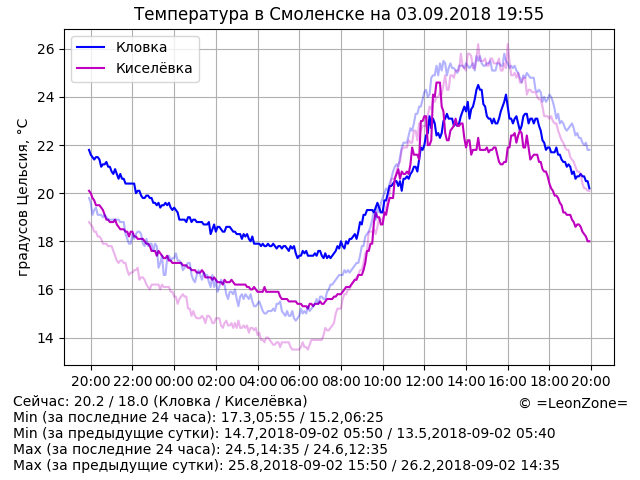 Температура в Смоленске на 03.09.2018 19:55
градусов Цельсия, °C
Кловка
Киселёвка
26
24
22
20
18
16
14
20:00 22:00 00:00 02:00 04:00 06:00 08:00 10:00 12:00 14:00 16:00 18:00 20:00
Сейчас: 20.2 / 18.0 (Кловка / Киселёвка)
© =LeonZone=
Min (за последние 24 часа): 17.3,05:55 / 15.2,06:25
Min (за предыдущие сутки): 14.7,2018-09-02 05:50 / 13.5,2018-09-02 05:40
Max (за последние 24 часа): 24.5,14:35 / 24.6,12:35
Max (за предыдущие сутки): 25.8,2018-09-02 15:50 / 26.2,2018-09-02 14:35